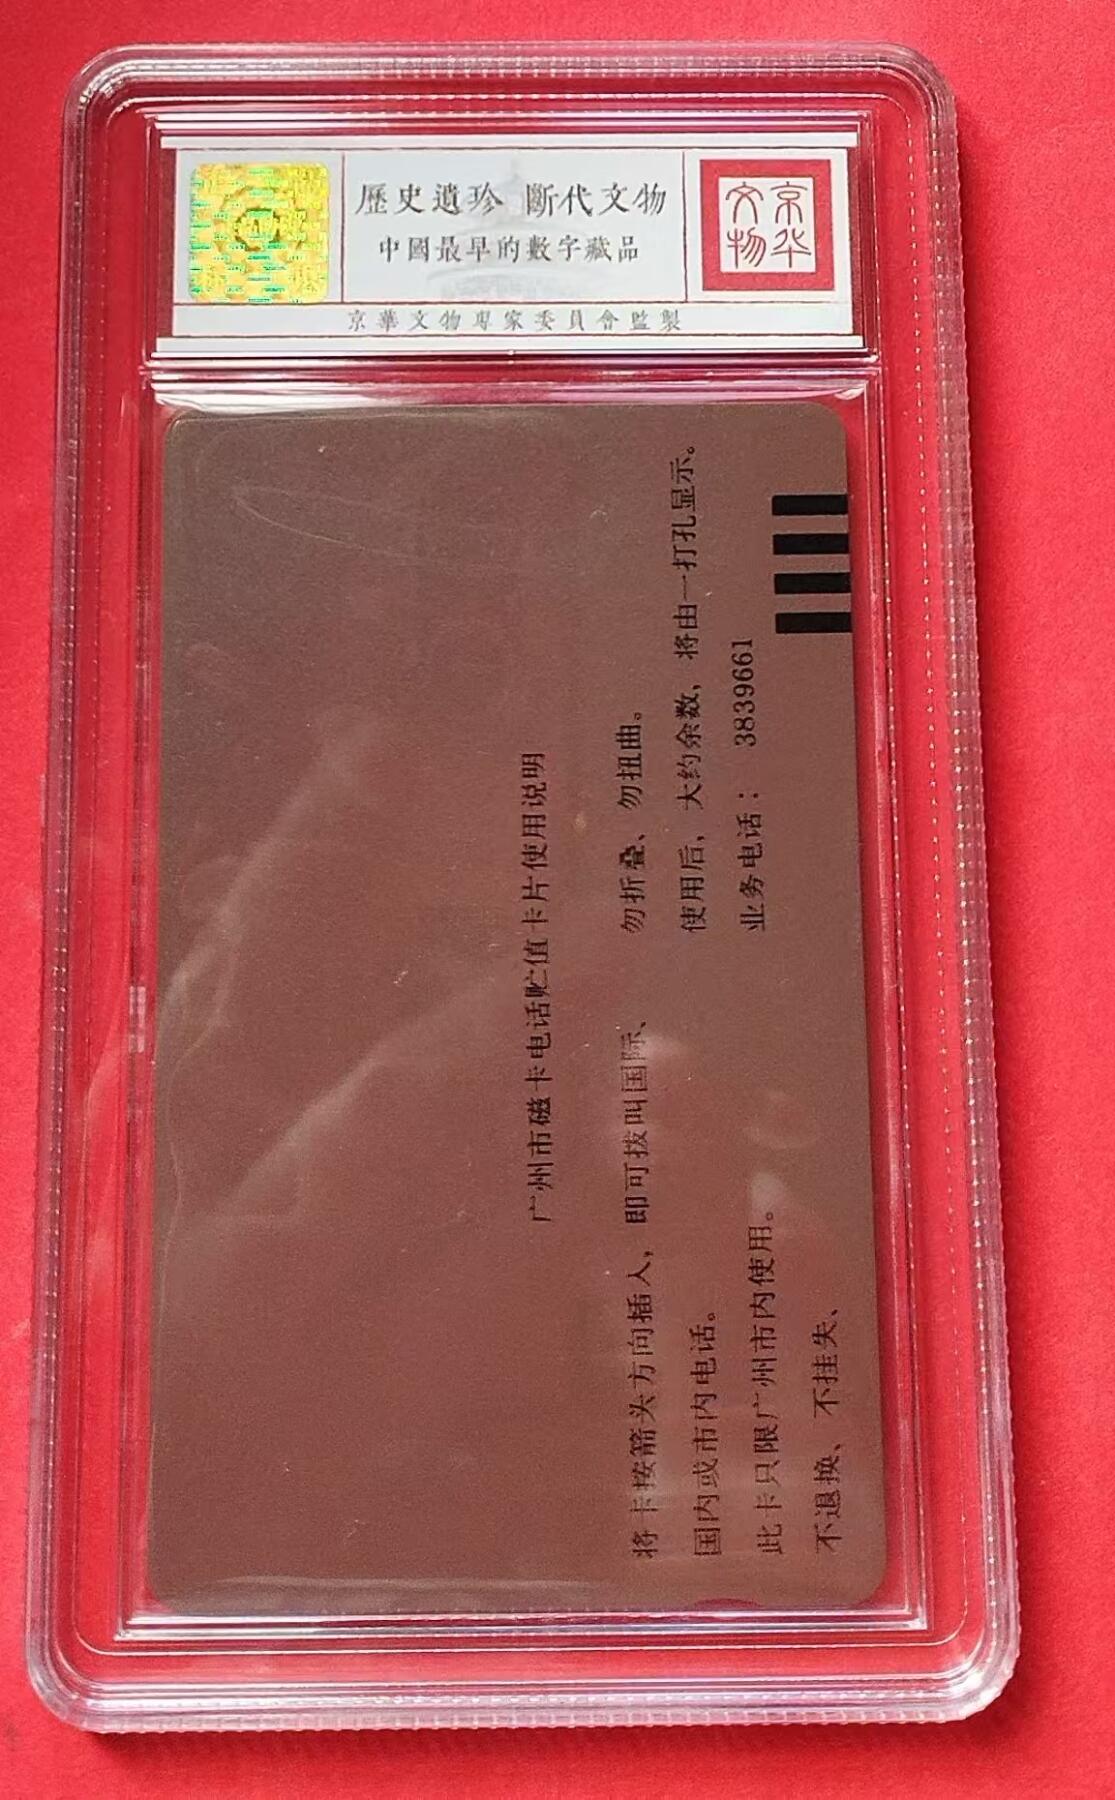 歷史遺珍 斷代文物
中國最早的數字藏品
京华
文物
京華文物專家委員會監製
广州市磁卡电话贮值卡片使用说明
将卡按箭头方向插入，即可拨叫国际、
国内或市内电话。
此卡只限广州市内使用。
不退换、不挂失、
勿折叠、勿扭曲。
使用后，大约余数，将由一打孔显示。
业务电话：3839661